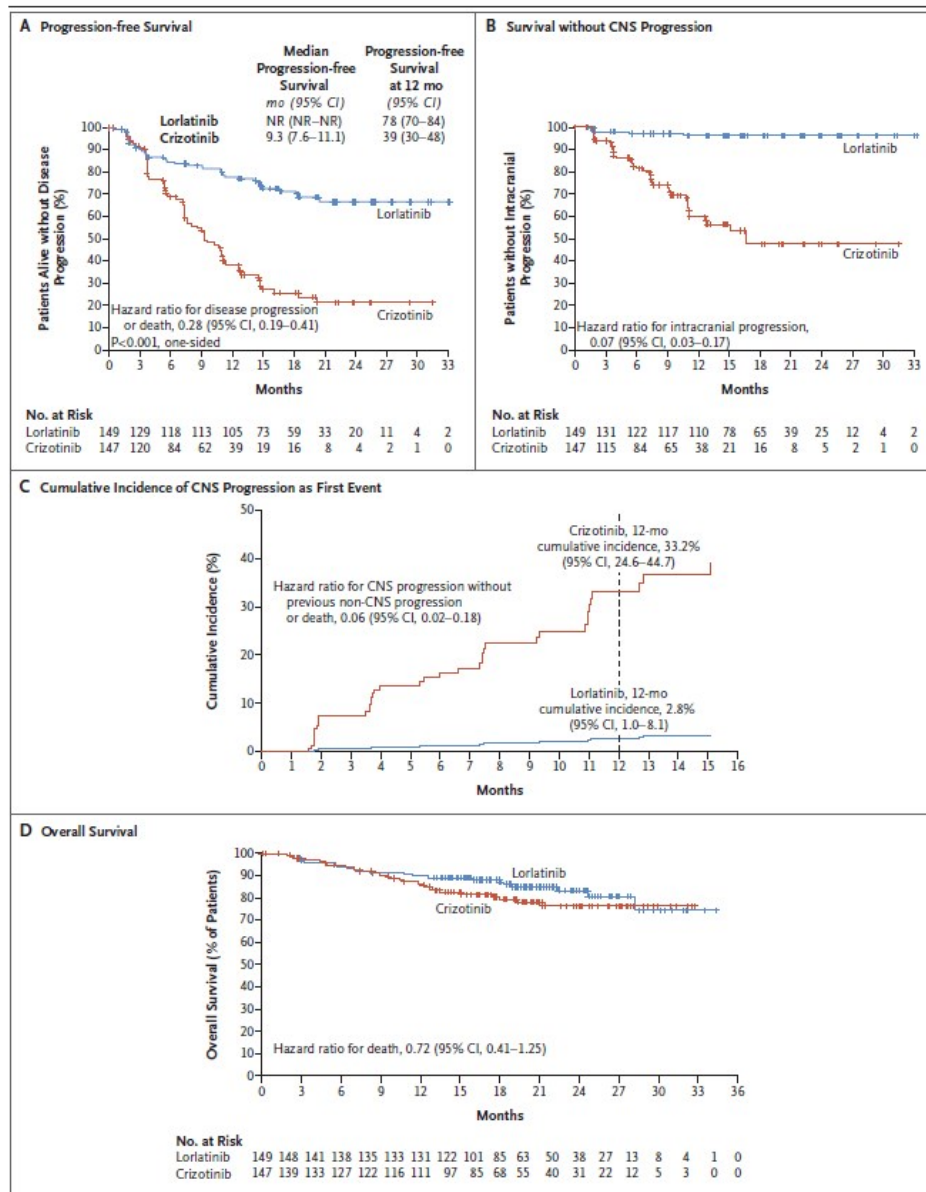 A Progression-free Survival
Median Progression-free
Progression-free Survival
Survival at 12 mo
mo (95% CI) (95% CI)
Lorlatinib NR (NR–NR) 78 (70–84)
Crizotinib 9.3 (7.6–11.1) 39 (30–48)
Patients Alive without Disease
Progression (%)
100
90
80
70
60
50
40
30
20
10
0
Lorlatinib
Crizotinib
Hazard ratio for disease progression
or death, 0.28 (95% CI, 0.19–0.41)
P<0.001, one-sided
0 3 6 9 12 15 18 21 24 27 30 33
Months
No. at Risk
Lorlatinib 149 129 118 113 105 73 59 33 20 11 4 2
Crizotinib 147 120 84 62 39 19 16 8 4 2 1 0
B Survival without CNS Progression
Patients without Intracranial
Progression (%)
100
90
80
70
60
50
40
30
20
10
0
Lorlatinib
Crizotinib
Hazard ratio for intracranial progression,
0.07 (95% CI, 0.03–0.17)
0 3 6 9 12 15 18 21 24 27 30 33
Months
No. at Risk
Lorlatinib 149 131 122 117 110 78 65 39 25 12 4 2
Crizotinib 147 115 84 65 38 21 16 8 5 2 1 0
C Cumulative Incidence of CNS Progression as First Event
Cumulative Incidence (%)
50
40
30
20
10
0
Crizotinib, 12-mo
cumulative incidence, 33.2%
(95% CI, 24.6–44.7)
Hazard ratio for CNS progression without
previous non-CNS progression
or death, 0.06 (95% CI, 0.02–0.18)
Lorlatinib, 12-mo
cumulative incidence, 2.8%
(95% CI, 1.0–8.1)
0 1 2 3 4 5 6 7 8 9 10 11 12 13 14 15 16
Months
D Overall Survival
Overall Survival (% of Patients)
100
90
80
70
60
50
40
30
20
10
0
Lorlatinib
Crizotinib
Hazard ratio for death, 0.72 (95% CI, 0.41–1.25)
0 3 6 9 12 15 18 21 24 27 30 33 36
Months
No. at Risk
Lorlatinib 149 148 141 138 135 133 131 122 101 85 63 50 38 27 13 8 4 1 0
Crizotinib 147 139 133 127 122 116 111 97 85 68 55 40 31 22 12 5 3 0 0